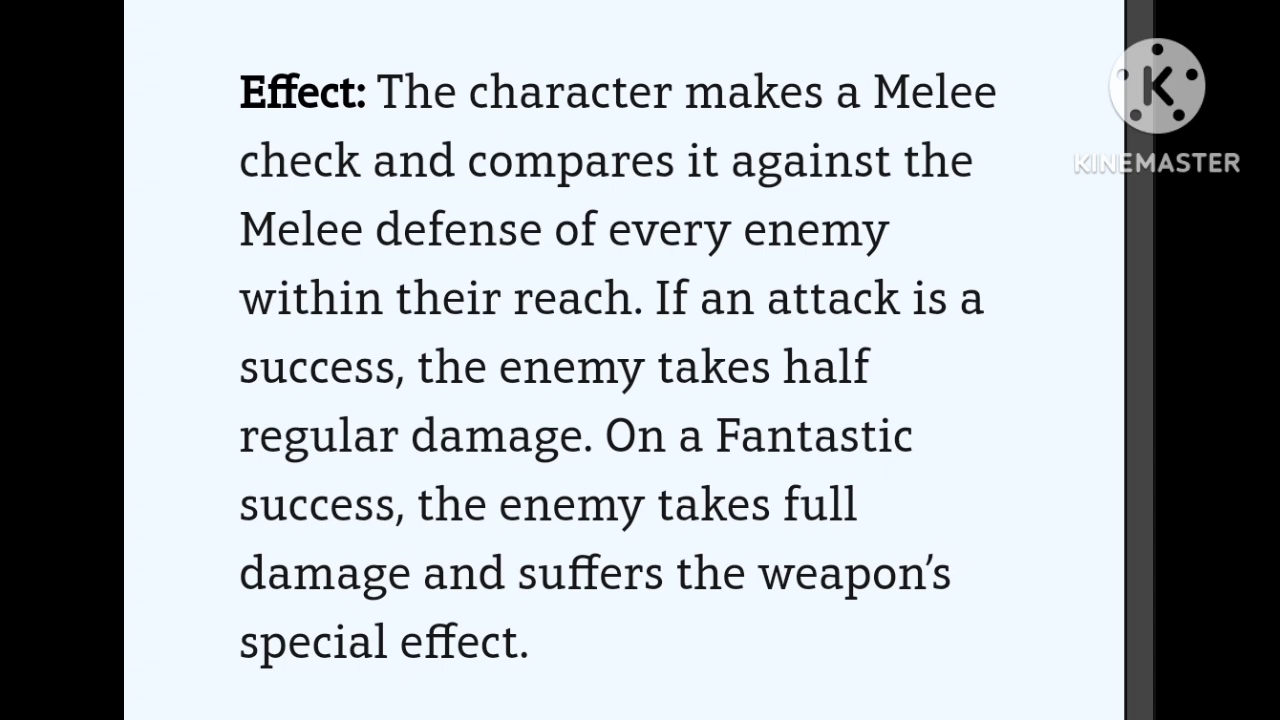 Effect: The character makes a Melee
check and compares it against the
Melee defense of every enemy
within their reach. If an attack is a
success, the enemy takes half
regular damage. On a Fantastic
success, the enemy takes full
damage and suffers the weapon’s
special effect.
K
KINEMASTER